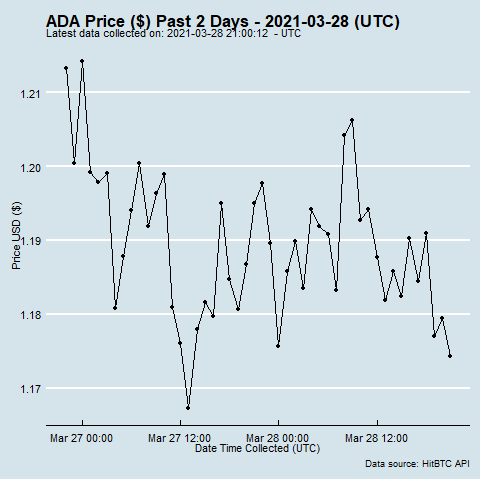 ADA Price ($) Past 2 Days - 2021-03-28 (UTC)
Latest data collected on: 2021-03-28 21:00:12  - UTC
1.21
1.20
1.19
1.18
1.17
Price USD ($)
Mar 27 00:00
Mar 27 12:00
Mar 28 00:00
Mar 28 12:00
Date Time Collected (UTC)
Data source: HitBTC API